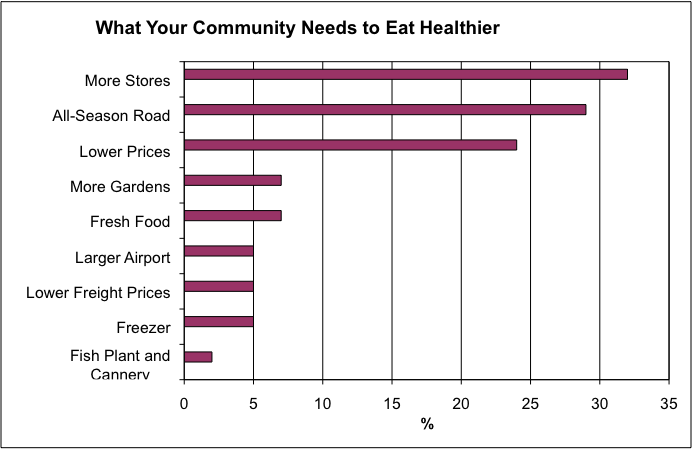 What Your Community Needs to Eat Healthier
More Stores
All-Season Road
Lower Prices
More Gardens
Fresh Food
Larger Airport
Lower Freight Prices
Freezer
Fish Plant and
Cannery
0 5 10 15 20 25 30 35
%